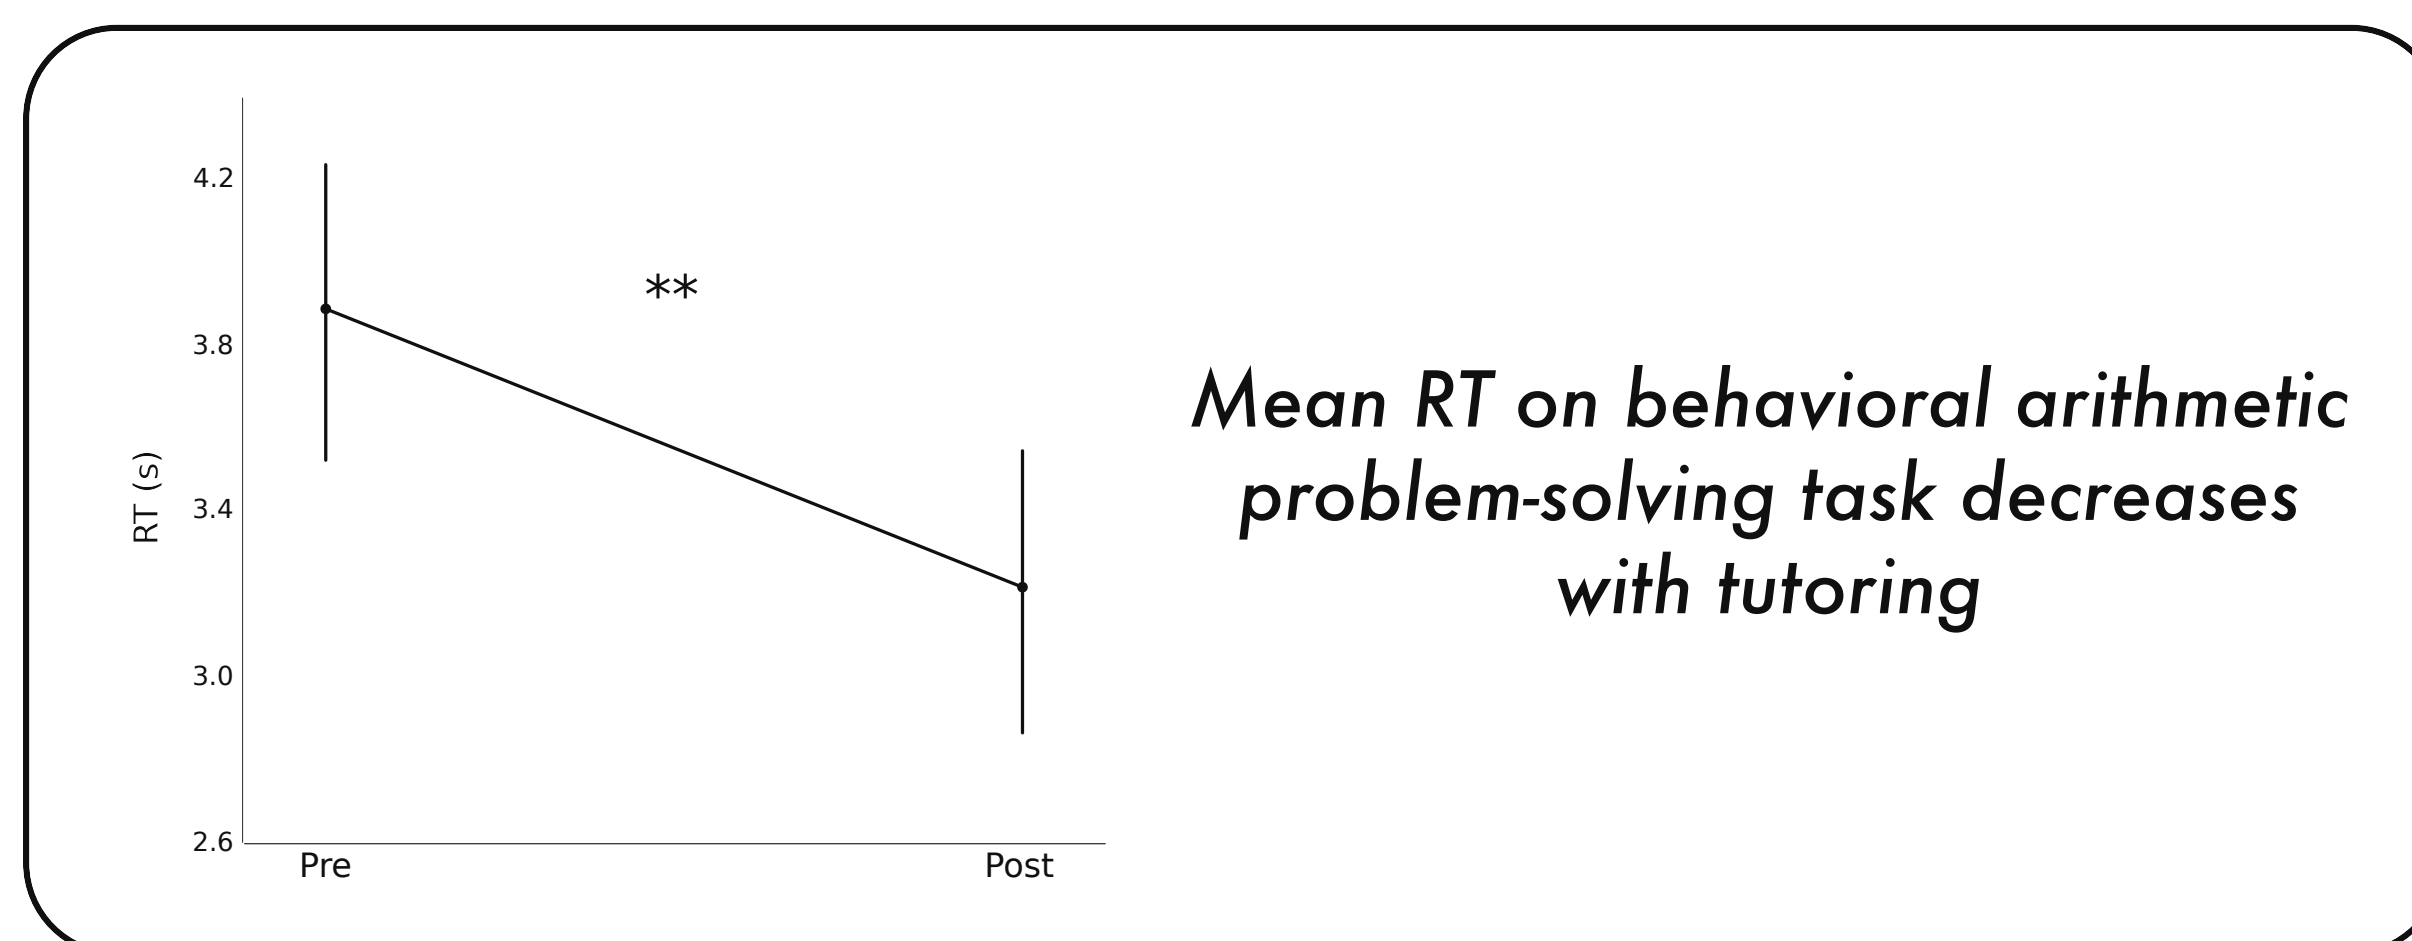 4.2
**
3.8
RT (s)
3.4
3.0
2.6
Pre
Post
Mean RT on behavioral arithmetic
problem-solving task decreases
with tutoring